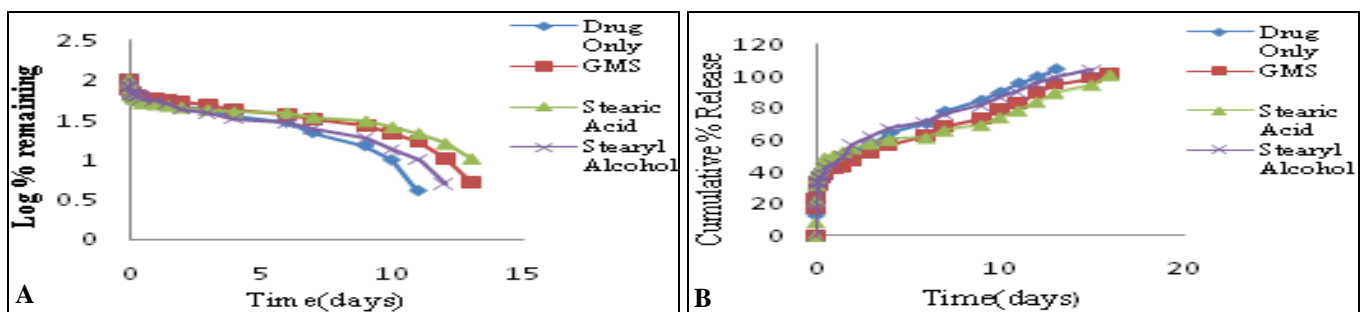 2.5
2
1.5
1
0.5
0
0
5
10
15
Log % remaining
Time(days)
Drug
Only
GMS
Stearic
Acid
Stearyl
Alcohol
A
120
100
80
60
40
20
0
0
10
20
Cumulative % Release
Time(days)
Drug
Only
GMS
Stearic
Acid
Stearyl
Alcohol
B